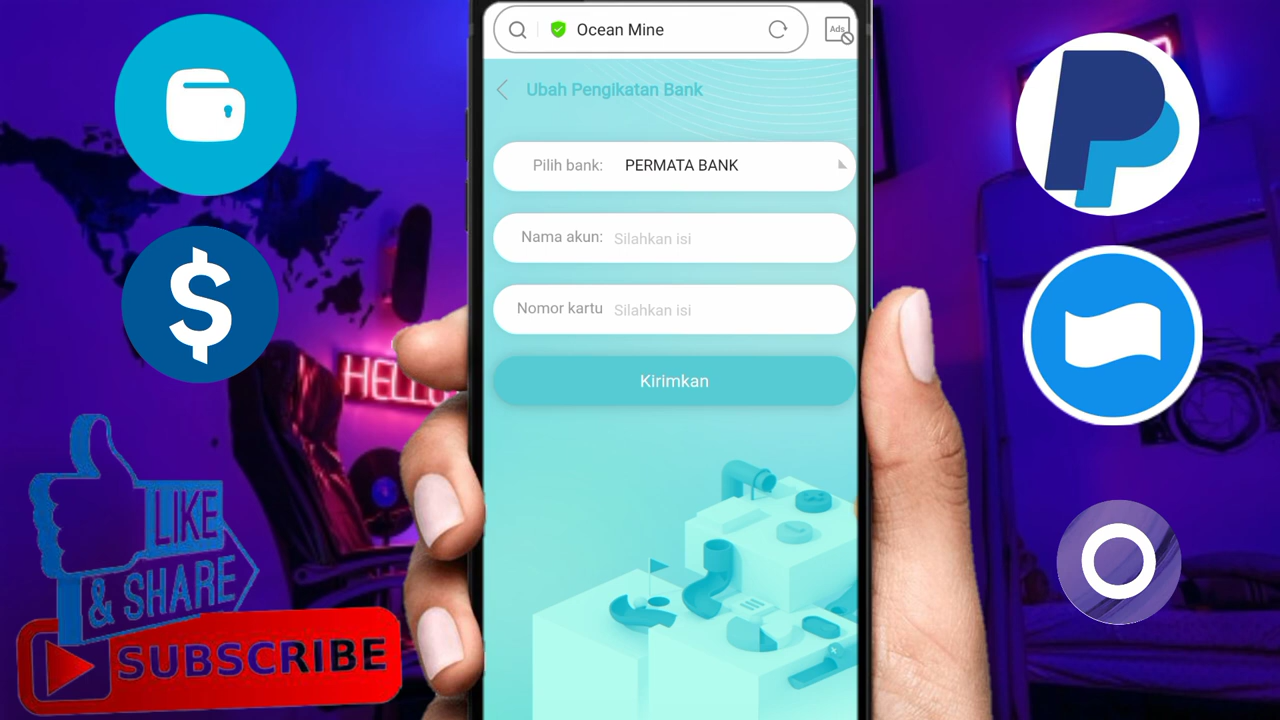 Ocean Mine
Ads
Ubah Pengikatan Bank
Pilih bank: PERMATA BANK
Nama akun: Silahkan isi
Nomor kartu Silahkan isi
Kirimkan
HELLO
LIKE
& SHARE
SUBSCRIBE